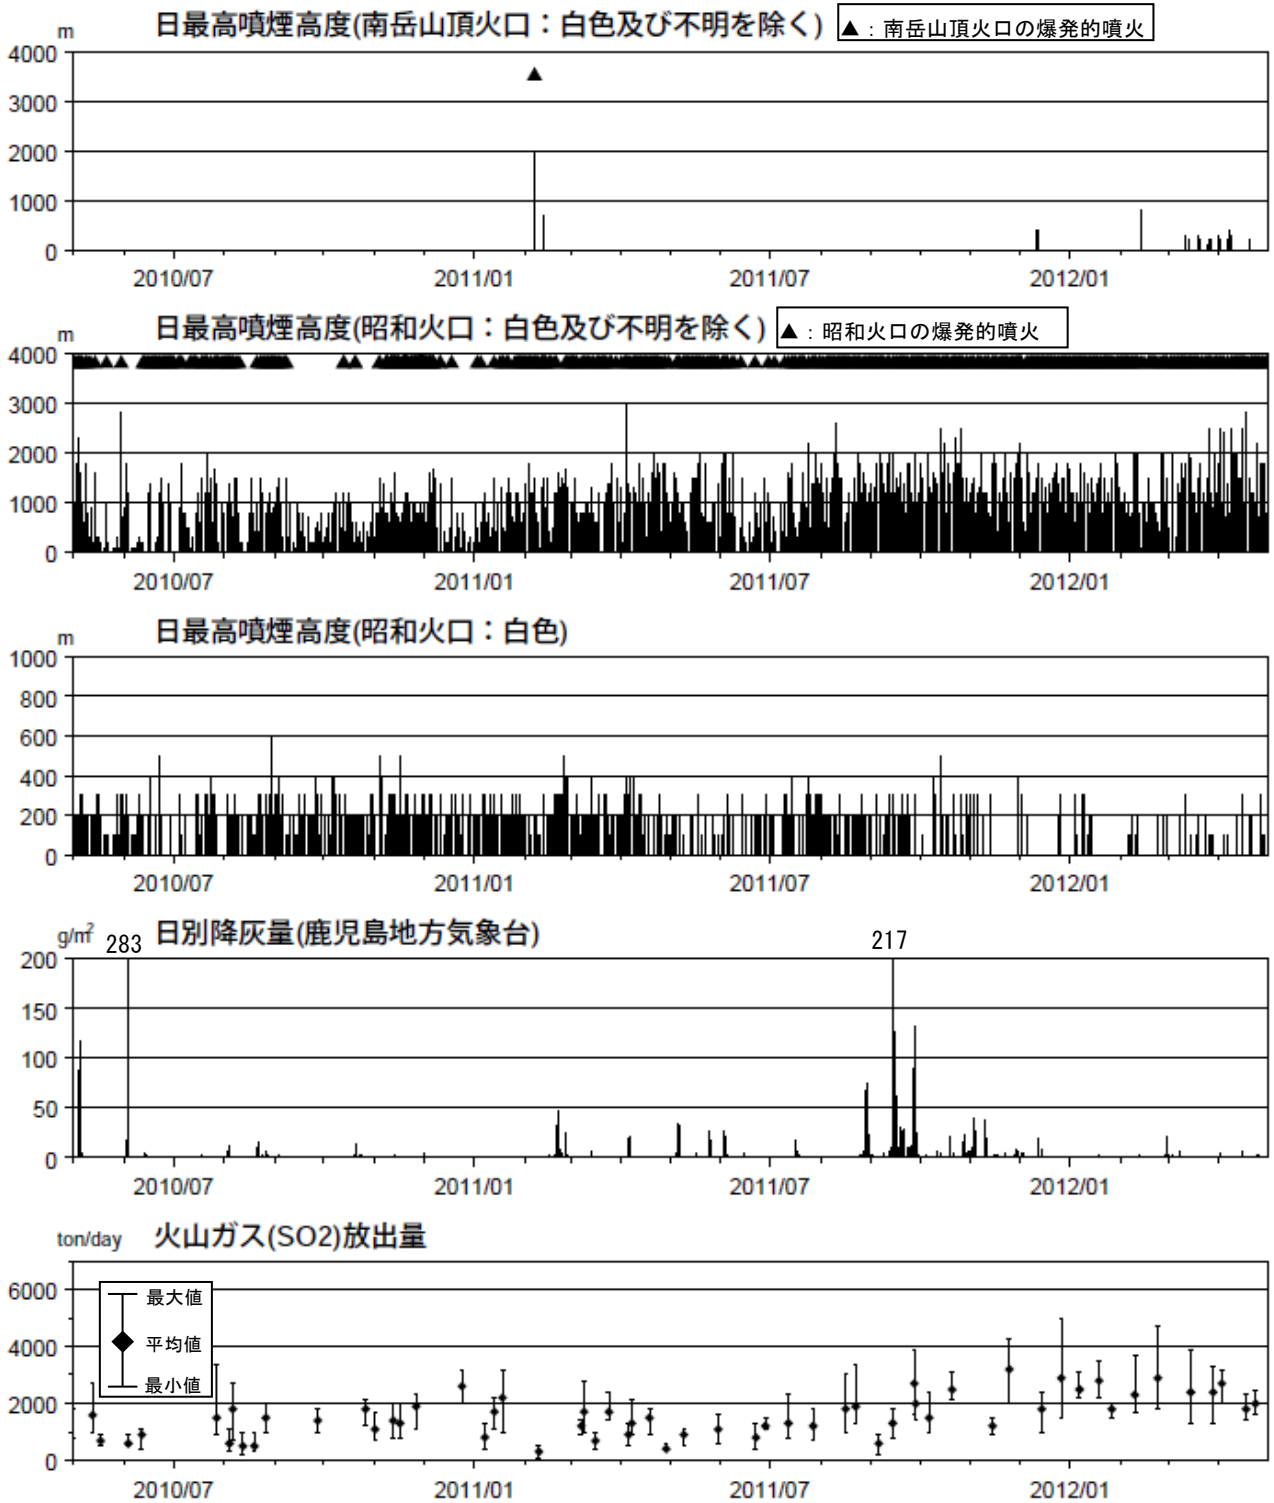 日最高噴煙高度(南岳山頂火口：白色及び不明を除く)
▲：南岳山頂火口の爆発的噴火
m
4000
3000
2000
1000
0
2010/07 2011/01 2011/07 2012/01
日最高噴煙高度(昭和火口：白色及び不明を除く)
▲：昭和火口の爆発的噴火
m
4000
3000
2000
1000
0
2010/07 2011/01 2011/07 2012/01
日最高噴煙高度(昭和火口：白色)
m
1000
800
600
400
200
0
2010/07 2011/01 2011/07 2012/01
日別降灰量(鹿児島地方気象台)
g/㎡
283
217
200
150
100
50
0
2010/07 2011/01 2011/07 2012/01
火山ガス(SO2)放出量
ton/day
最大値
平均値
最小値
6000
4000
2000
0
2010/07 2011/01 2011/07 2012/01